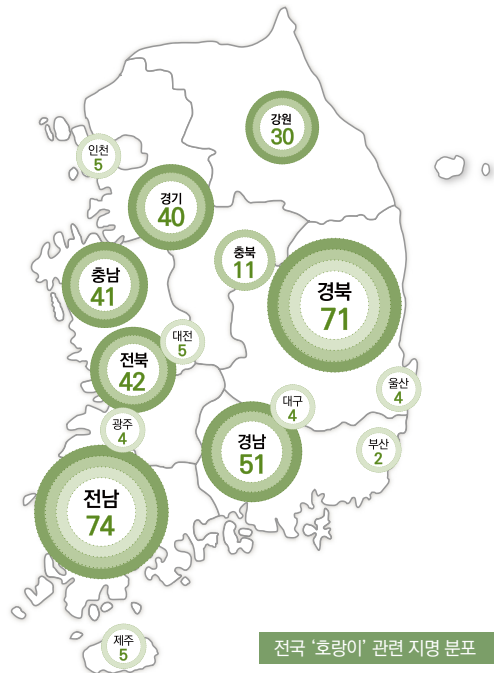 강원
30
인천
5
경기
40
충북
11
충남
41
경북
71
대전
5
전북
42
울산
4
대구
4
광주
4
경남
51
부산
2
전남
74
제주
5
전국 ‘호랑이’ 관련 지명 분포